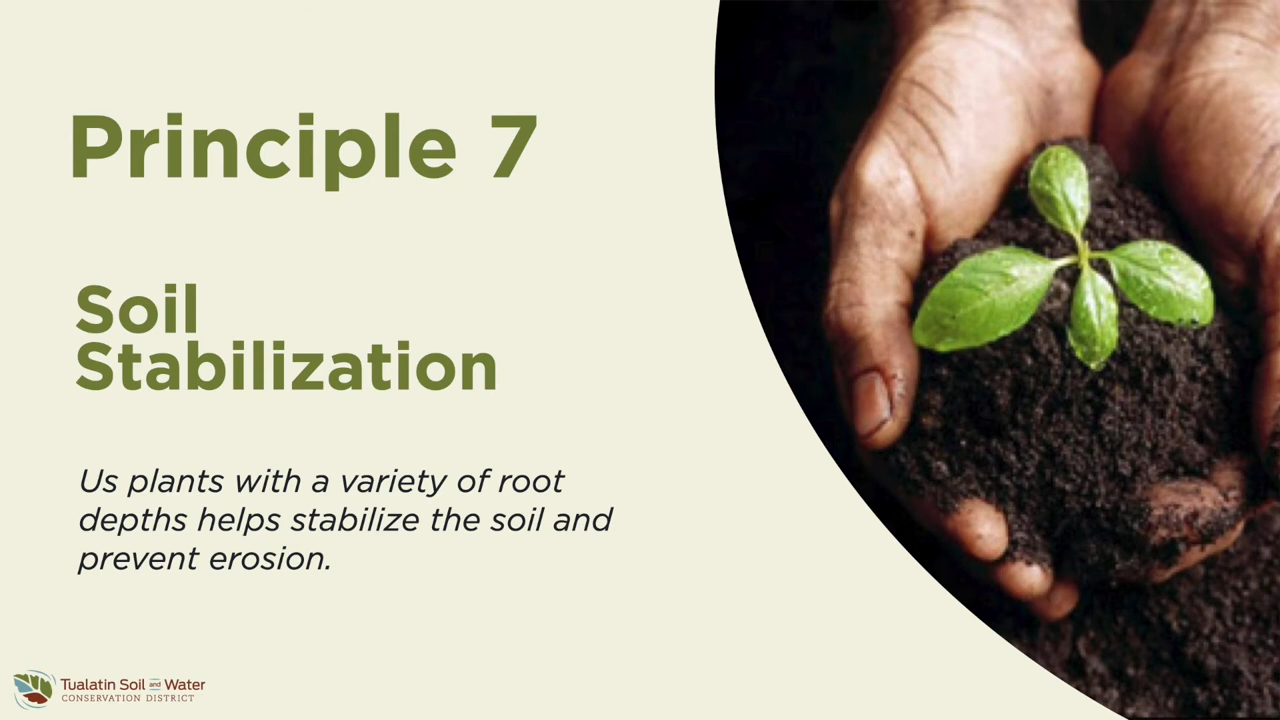 Principle 7
Soil
Stabilization
Us plants with a variety of root
depths helps stabilize the soil and
prevent erosion.
Tualatin Soil and Water
CONSERVATION DISTRICT